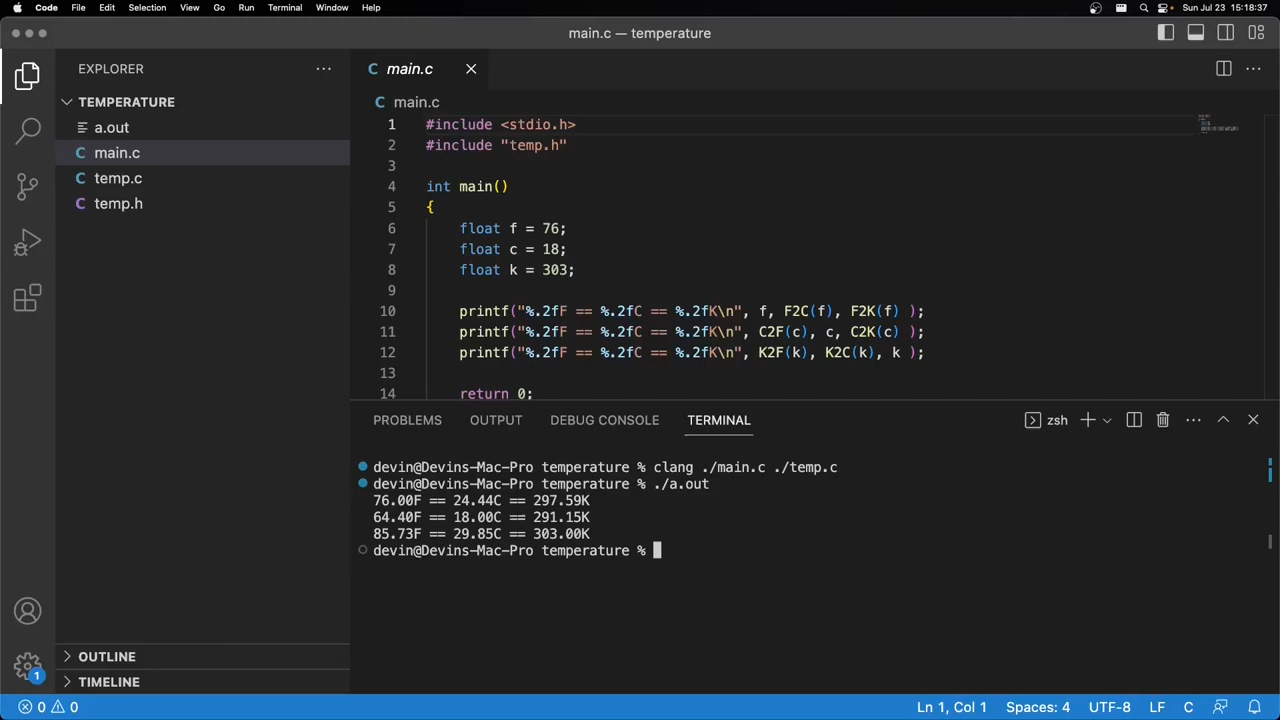 Code File Edit Selection View Go Run Terminal Window Help Sun Jul 23 15:18:37
main.c — temperature
EXPLORER
TEMPERATURE
a.out
C main.c
C temp.c
C temp.h
OUTLINE
TIMELINE
1
C main.c
C main.c
1 #include <stdio.h>
2 #include "temp.h"
3
4 int main()
5 {
6 float f = 76;
7 float c = 18;
8 float k = 303;
9
10 printf("%.2fF == %.2fC == %.2fK\n", f, F2C(f), F2K(f) );
11 printf("%.2fF == %.2fC == %.2fK\n", C2F(c), c, C2K(c) );
12 printf("%.2fF == %.2fC == %.2fK\n", K2F(k), K2C(k), k );
13
14 return 0;
PROBLEMS OUTPUT DEBUG CONSOLE TERMINAL zsh
devin@Devins-Mac-Pro temperature % clang ./main.c ./temp.c
devin@Devins-Mac-Pro temperature % ./a.out
76.00F == 24.44C == 297.59K
64.40F == 18.00C == 291.15K
85.73F == 29.85C == 303.00K
devin@Devins-Mac-Pro temperature %
0 0 Ln 1, Col 1 Spaces: 4 UTF-8 LF C